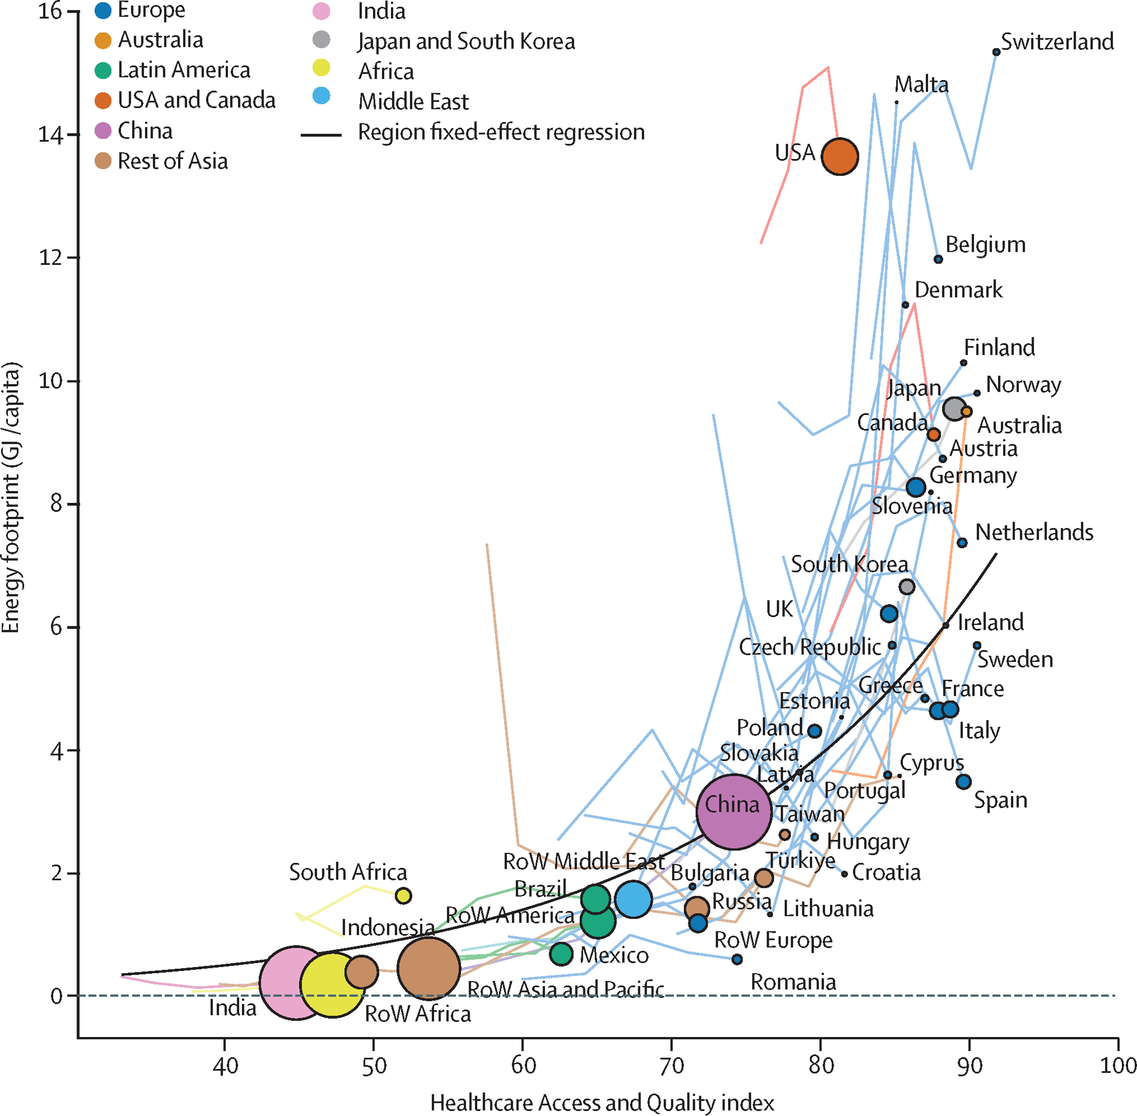 16
14
12
10
8
6
4
2
0
Energy footprint (GJ /capita)
Europe
Australia
Latin America
USA and Canada
China
Rest of Asia
India
Japan and South Korea
Africa
Middle East
Region fixed-effect regression
Switzerland
Malta
USA
Belgium
Denmark
Finland
Japan
Norway
Canada
Australia
Austria
Germany
Slovenia
Netherlands
South Korea
UK
Ireland
Czech Republic
Sweden
Greece
France
Estonia
Poland
Italy
Slovakia
Latvia
Cyprus
Portugal
Spain
China
Taiwan
Hungary
RoW Middle East
Türkiye
South Africa
Bulgaria
Croatia
Brazil
Russia
Lithuania
RoW America
Indonesia
RoW Europe
Mexico
Romania
RoW Asia and Pacific
India
RoW Africa
40
50
60
70
80
90
100
Healthcare Access and Quality index